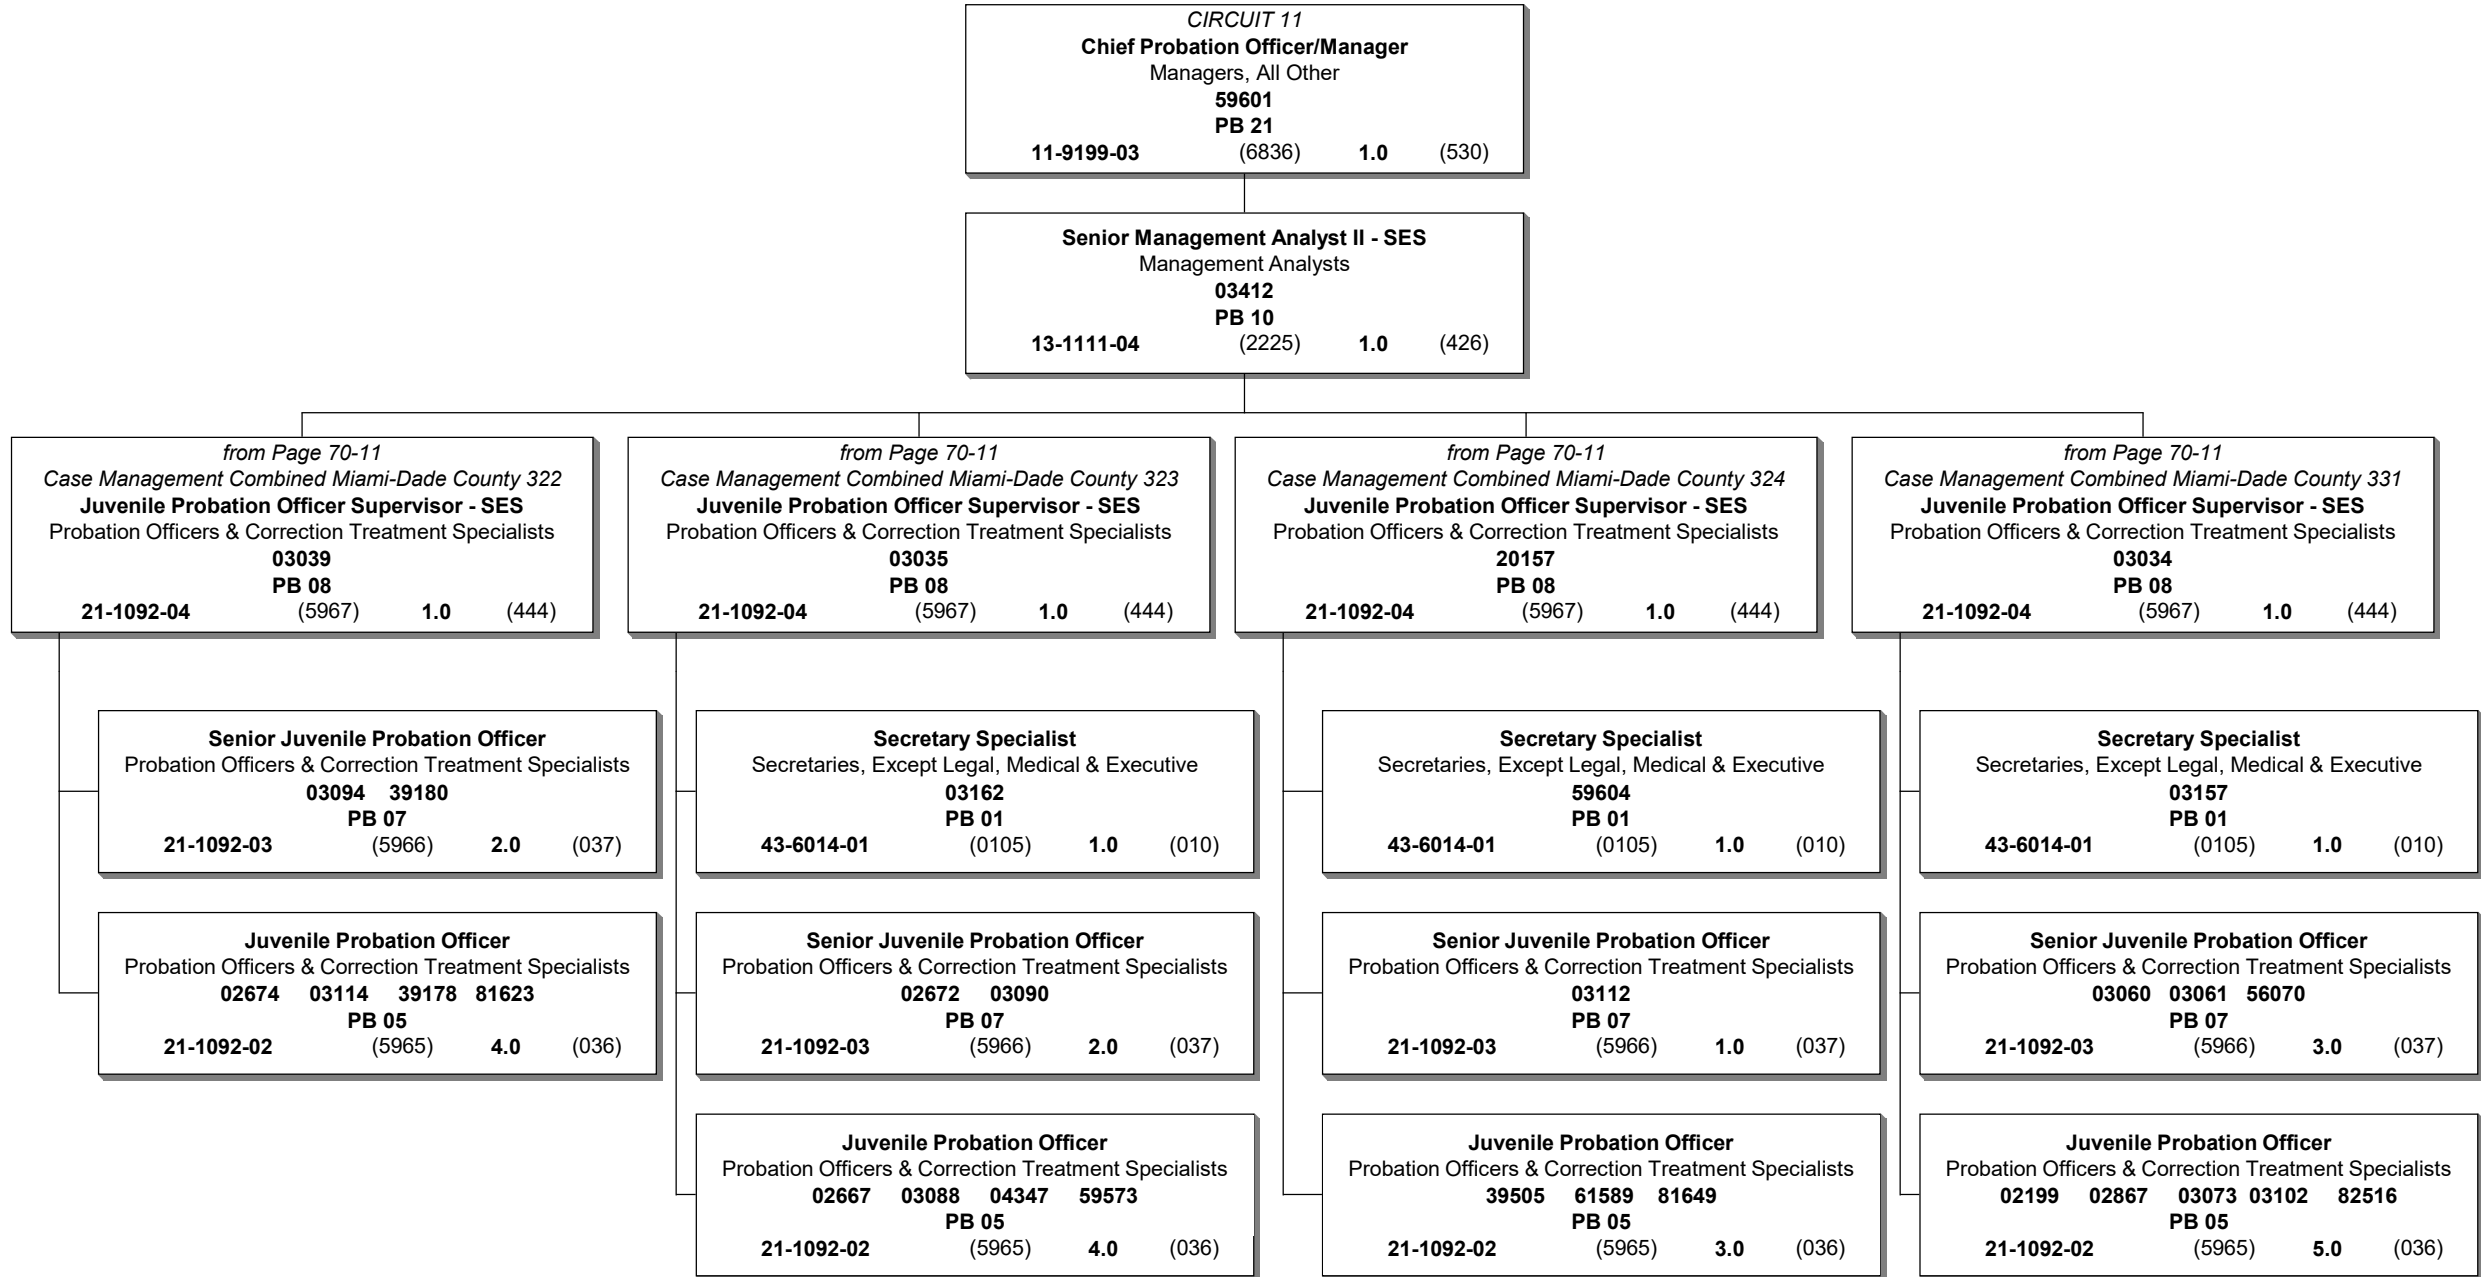 CIRCUIT 11
Chief Probation Officer/Manager
Managers, All Other
59601
PB 21
11-9199-03 (6836) 1.0 (530)
Senior Management Analyst II - SES
Management Analysts
03412
PB 10
13-1111-04 (2225) 1.0 (426)
from Page 70-11
Case Management Combined Miami-Dade County 322
Juvenile Probation Officer Supervisor - SES
Probation Officers & Correction Treatment Specialists
03039
PB 08
21-1092-04 (5967) 1.0 (444)
from Page 70-11
Case Management Combined Miami-Dade County 323
Juvenile Probation Officer Supervisor - SES
Probation Officers & Correction Treatment Specialists
03035
PB 08
21-1092-04 (5967) 1.0 (444)
from Page 70-11
Case Management Combined Miami-Dade County 324
Juvenile Probation Officer Supervisor - SES
Probation Officers & Correction Treatment Specialists
20157
PB 08
21-1092-04 (5967) 1.0 (444)
from Page 70-11
Case Management Combined Miami-Dade County 331
Juvenile Probation Officer Supervisor - SES
Probation Officers & Correction Treatment Specialists
03034
PB 08
21-1092-04 (5967) 1.0 (444)
Senior Juvenile Probation Officer
Probation Officers & Correction Treatment Specialists
03094 39180
PB 07
21-1092-03 (5966) 2.0 (037)
Secretary Specialist
Secretaries, Except Legal, Medical & Executive
03162
PB 01
43-6014-01 (0105) 1.0 (010)
Secretary Specialist
Secretaries, Except Legal, Medical & Executive
59604
PB 01
43-6014-01 (0105) 1.0 (010)
Secretary Specialist
Secretaries, Except Legal, Medical & Executive
03157
PB 01
43-6014-01 (0105) 1.0 (010)
Juvenile Probation Officer
Probation Officers & Correction Treatment Specialists
02674 03114 39178 81623
PB 05
21-1092-02 (5965) 4.0 (036)
Senior Juvenile Probation Officer
Probation Officers & Correction Treatment Specialists
02672 03090
PB 07
21-1092-03 (5966) 2.0 (037)
Senior Juvenile Probation Officer
Probation Officers & Correction Treatment Specialists
03112
PB 07
21-1092-03 (5966) 1.0 (037)
Senior Juvenile Probation Officer
Probation Officers & Correction Treatment Specialists
03060 03061 56070
PB 07
21-1092-03 (5966) 3.0 (037)
Juvenile Probation Officer
Probation Officers & Correction Treatment Specialists
02667 03088 04347 59573
PB 05
21-1092-02 (5965) 4.0 (036)
Juvenile Probation Officer
Probation Officers & Correction Treatment Specialists
39505 61589 81649
PB 05
21-1092-02 (5965) 3.0 (036)
Juvenile Probation Officer
Probation Officers & Correction Treatment Specialists
02199 02867 03073 03102 82516
PB 05
21-1092-02 (5965) 5.0 (036)